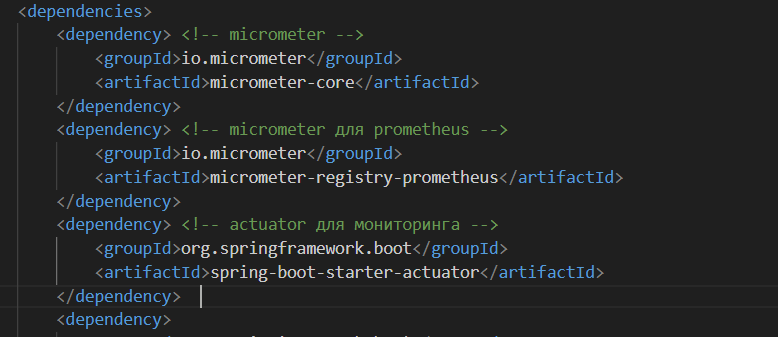 <dependencies>
<dependency> <!-- micrometer -->
<groupId>io.micrometer</groupId>
<artifactId>micrometer-core</artifactId>
</dependency>
<dependency> <!-- micrometer для prometheus -->
<groupId>io.micrometer</groupId>
<artifactId>micrometer-registry-prometheus</artifactId>
</dependency>
<dependency> <!-- actuator для мониторинга -->
<groupId>org.springframework.boot</groupId>
<artifactId>spring-boot-starter-actuator</artifactId>
</dependency>
<dependency>